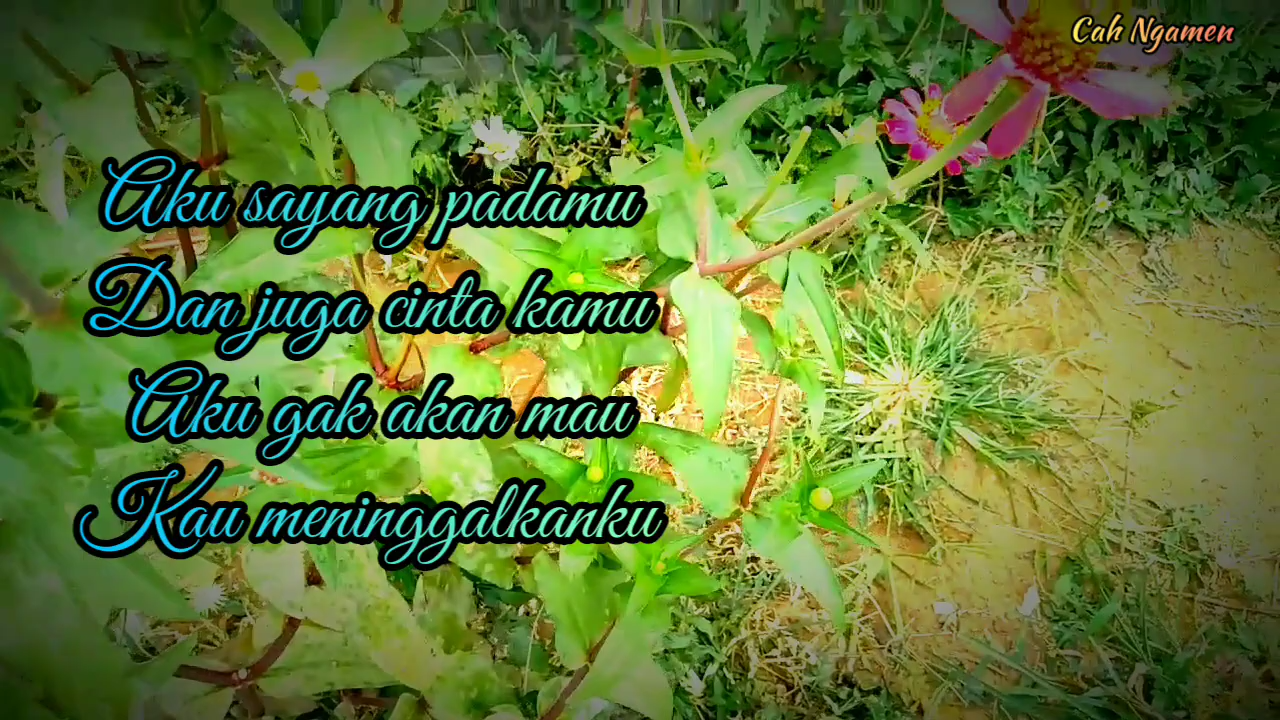 Cah Ngamen
Aku sayang padamu
Dan juga cinta kamu
Aku gak akan mau
Kau meninggalkanku